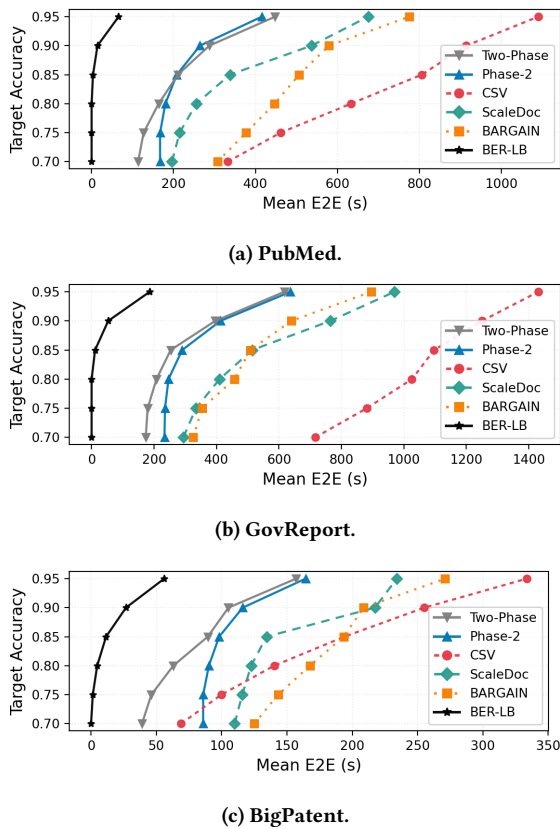 0.95
0.90
0.85
0.80
0.75
0.70
Target Accuracy
Two-Phase
Phase-2
CSV
ScaleDoc
BARGAIN
BER-LB
0 200 400 600 800 1000
Mean E2E (s)
(a) PubMed.
0.95
0.90
0.85
0.80
0.75
0.70
Target Accuracy
Two-Phase
Phase-2
CSV
ScaleDoc
BARGAIN
BER-LB
0 200 400 600 800 1000 1200 1400
Mean E2E (s)
(b) GovReport.
0.95
0.90
0.85
0.80
0.75
0.70
Target Accuracy
Two-Phase
Phase-2
CSV
ScaleDoc
BARGAIN
BER-LB
0 50 100 150 200 250 300 350
Mean E2E (s)
(c) BigPatent.